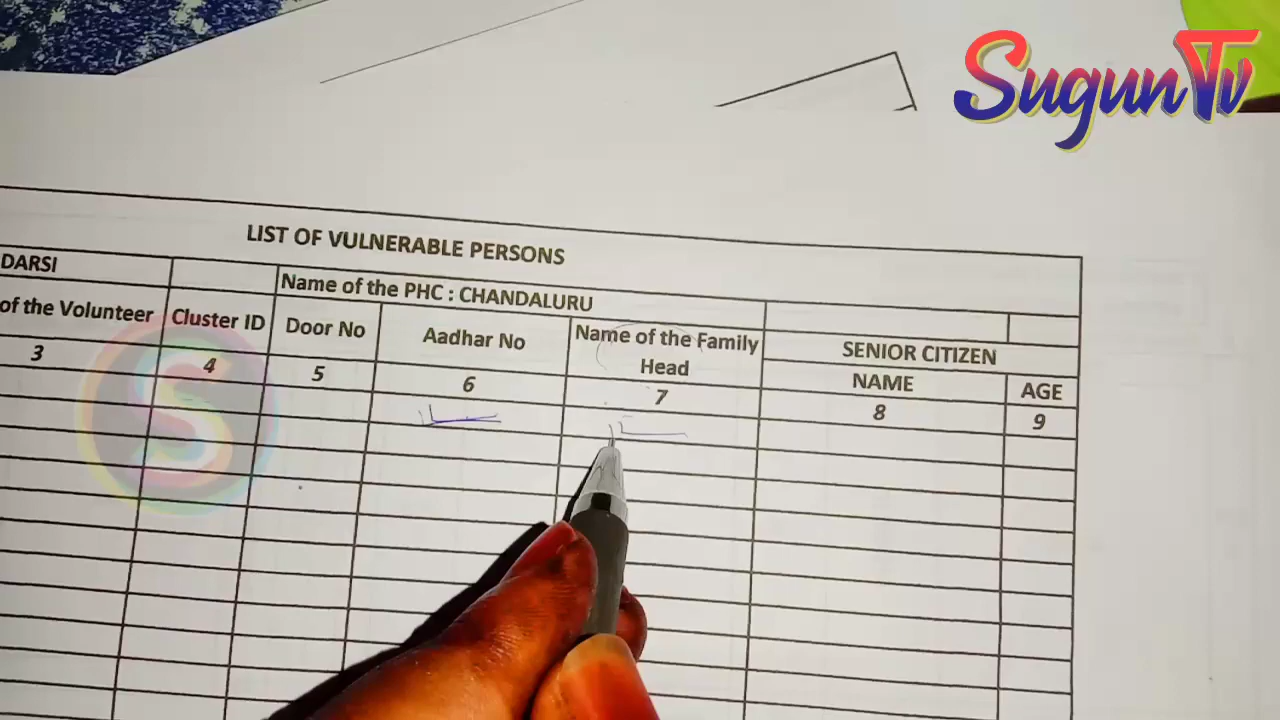 SugunTv
LIST OF VULNERABLE PERSONS
DARSI
Name of the PHC : CHANDALURU
of the Volunteer
Cluster ID
Door No
Aadhar No
Name of the Family
Head
SENIOR CITIZEN
NAME
AGE
3
4
5
6
7
8
9